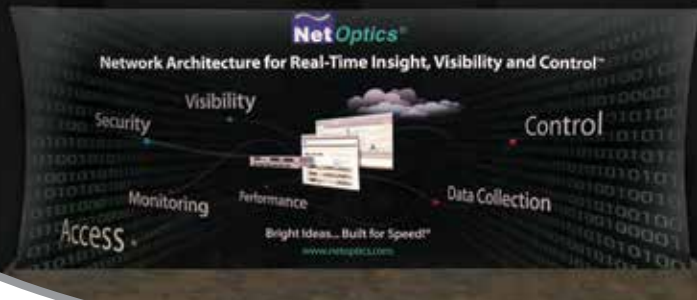 Net Optics®
Network Architecture for Real-Time Insight, Visibility and Control™
Visibility
Security
Control
Monitoring
Performance
Data Collection
Access
Bright Ideas... Built for Speed!®
www.netoptics.com